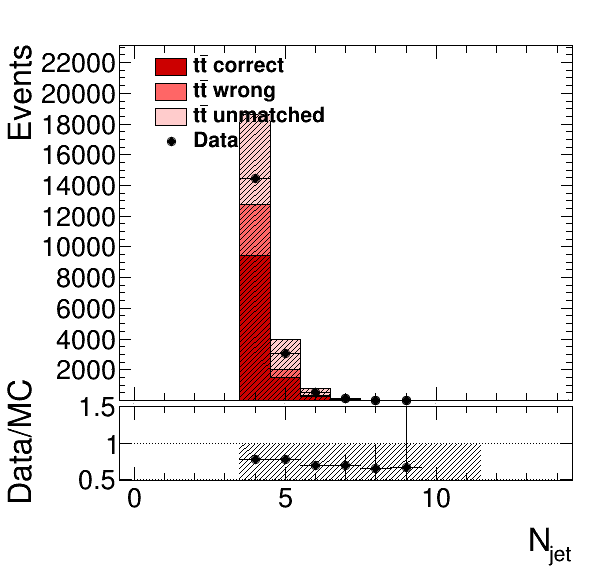 Events
22000
20000
18000
16000
14000
12000
10000
8000
6000
4000
2000
tt̄ correct
tt̄ wrong
tt̄ unmatched
Data
Data/MC
1.5
1
0.5
0 5 10
N_jet